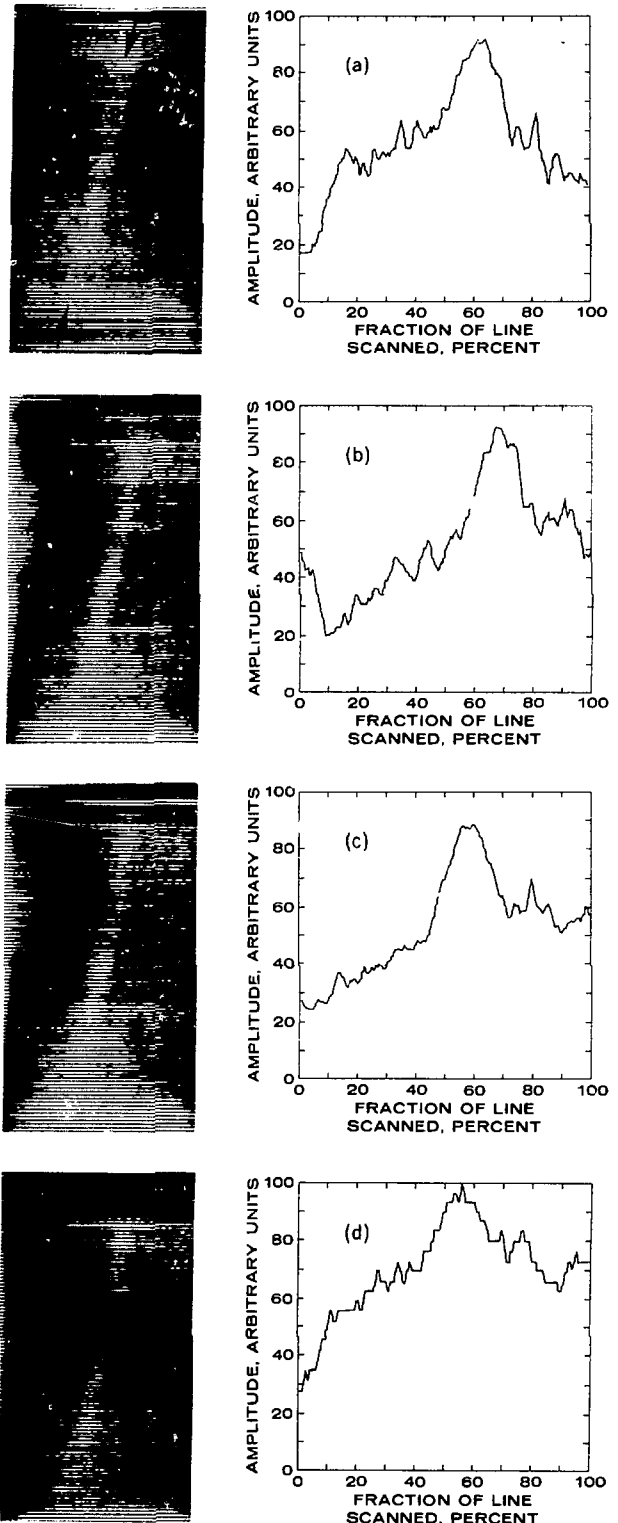 AMPLITUDE, ARBITRARY UNITS
100
80
60
40
20
0
(a)
0 20 40 60 80 100
FRACTION OF LINE
SCANNED, PERCENT
AMPLITUDE, ARBITRARY UNITS
100
80
60
40
20
0
(b)
0 20 40 60 80 100
FRACTION OF LINE
SCANNED, PERCENT
AMPLITUDE, ARBITRARY UNITS
100
80
60
40
20
0
(c)
0 20 40 60 80 100
FRACTION OF LINE
SCANNED, PERCENT
AMPLITUDE, ARBITRARY UNITS
100
80
60
40
20
0
(d)
0 20 40 60 80 100
FRACTION OF LINE
SCANNED, PERCENT